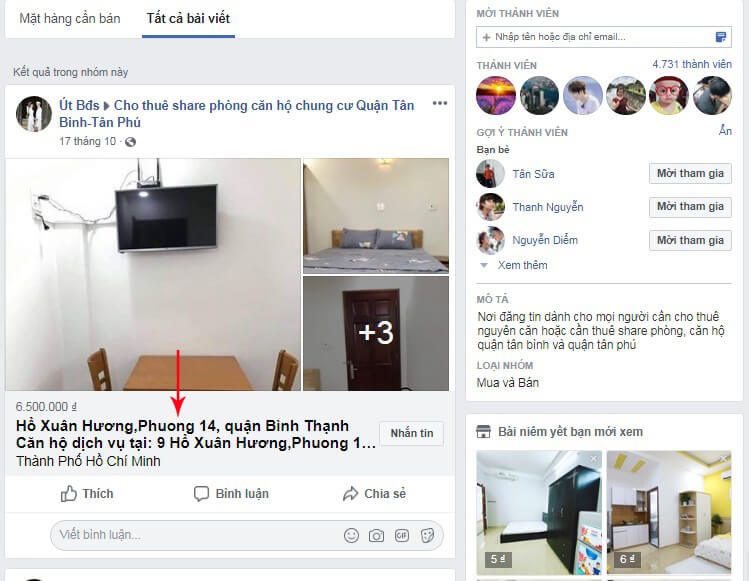 Mặt hàng cần bán
Tất cả bài viết
Kết quả trong nhóm này
Út Bđs ▸ Cho thuê share phòng căn hộ chung cư Quận Tân
Bình-Tân Phú
17 tháng 10 ·
+3
6.500.000 ₫
Hồ Xuân Hương,Phuong 14, quận Bình Thạnh
Căn hộ dịch vụ tại: 9 Hồ Xuân Hương,Phuong 1...
Thành Phố Hồ Chí Minh
Nhắn tin
Thích
Bình luận
Chia sẻ
Viết bình luận...
GIF
MỜI THÀNH VIÊN
+ Nhập tên hoặc địa chỉ email...
THÀNH VIÊN
4.731 thành viên
GỢI Ý THÀNH VIÊN
Ẩn
Bạn bè
Tân Sữa
Mời tham gia
Thanh Nguyễn
Mời tham gia
Nguyễn Diễm
Mời tham gia
Xem thêm
MÔ TẢ
Nơi đăng tin dành cho mọi người cần cho thuê
nguyên căn hoặc cần thuê share phòng, căn hộ
quận tân bình và quận tân phú
LOẠI NHÓM
Mua và Bán
Bài niêm yết bạn mới xem
5 ₫
6 ₫